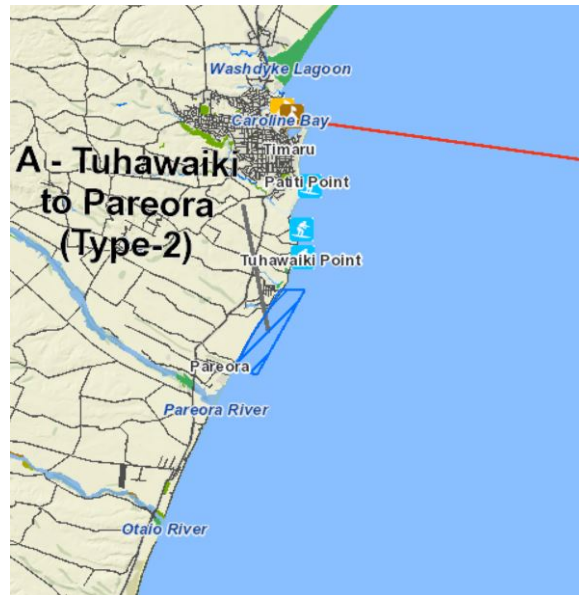 Washdyke Lagoon
Caroline Bay
Timaru
A - Tuhawaiki
to Pareora
(Type-2)
Patiti Point
Tuhawaiki Point
Pareora
Pareora River
Otaio River